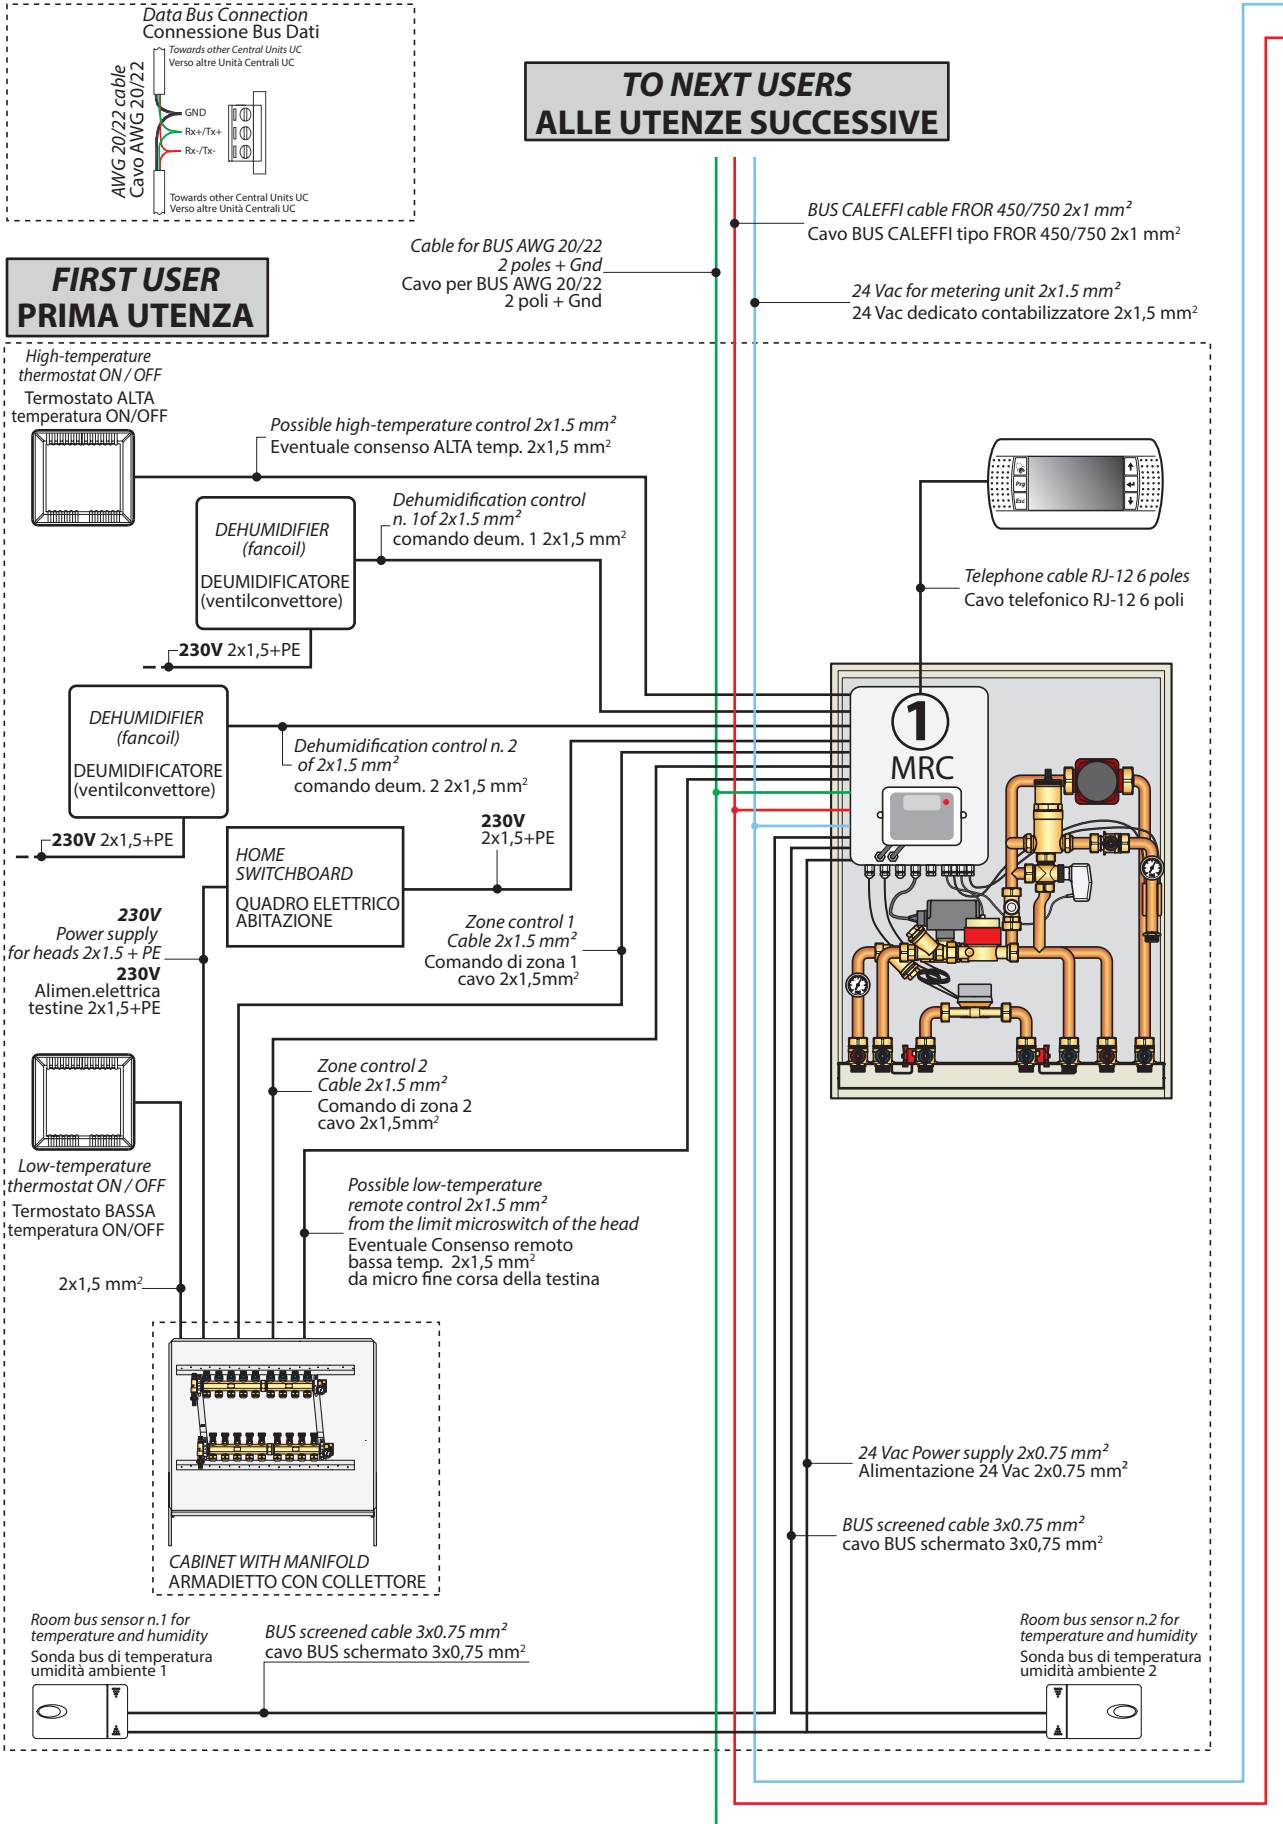 Data Bus Connection
Connessione Bus Dati
Towards other Central Units UC
Verso altre Unità Centrali UC
AWG 20/22 cable
Cavo AWG 20/22
GND
Rx+/Tx+
Rx-/Tx-
Towards other Central Units UC
Verso altre Unità Centrali UC
TO NEXT USERS
ALLE UTENZE SUCCESSIVE
BUS CALEFFI cable FROR 450/750 2x1 mm²
Cavo BUS CALEFFI tipo FROR 450/750 2x1 mm²
Cable for BUS AWG 20/22
2 poles + Gnd
Cavo per BUS AWG 20/22
2 poli + Gnd
24 Vac for metering unit 2x1.5 mm²
24 Vac dedicato contabilizzatore 2x1,5 mm²
FIRST USER
PRIMA UTENZA
High-temperature
thermostat ON / OFF
Termostato ALTA
temperatura ON/OFF
Possible high-temperature control 2x1.5 mm²
Eventuale consenso ALTA temp. 2x1,5 mm²
Dehumidification control
n. 1of 2x1.5 mm²
comando deum. 1 2x1,5 mm²
DEHUMIDIFIER
(fancoil)
DEUMIDIFICATORE
(ventilconvettore)
230V 2x1,5+PE
Prg
Esc
Telephone cable RJ-12 6 poles
Cavo telefonico RJ-12 6 poli
DEHUMIDIFIER
(fancoil)
DEUMIDIFICATORE
(ventilconvettore)
230V 2x1,5+PE
Dehumidification control n. 2
of 2x1.5 mm²
comando deum. 2 2x1,5 mm²
1
MRC
230V
2x1,5+PE
HOME
SWITCHBOARD
QUADRO ELETTRICO
ABITAZIONE
230V
Power supply
for heads 2x1.5 + PE
230V
Alimen.elettrica
testine 2x1,5+PE
Zone control 1
Cable 2x1.5 mm²
Comando di zona 1
cavo 2x1,5mm²
Zone control 2
Cable 2x1.5 mm²
Comando di zona 2
cavo 2x1,5mm²
Low-temperature
thermostat ON / OFF
Termostato BASSA
temperatura ON/OFF
2x1,5 mm²
Possible low-temperature
remote control 2x1.5 mm²
from the limit microswitch of the head
Eventuale Consenso remoto
bassa temp. 2x1,5 mm²
da micro fine corsa della testina
24 Vac Power supply 2x0.75 mm²
Alimentazione 24 Vac 2x0.75 mm²
BUS screened cable 3x0.75 mm²
cavo BUS schermato 3x0,75 mm²
CABINET WITH MANIFOLD
ARMADIETTO CON COLLETTORE
Room bus sensor n.1 for
temperature and humidity
Sonda bus di temperatura
umidità ambiente 1
BUS screened cable 3x0.75 mm²
cavo BUS schermato 3x0,75 mm²
Room bus sensor n.2 for
temperature and humidity
Sonda bus di temperatura
umidità ambiente 2